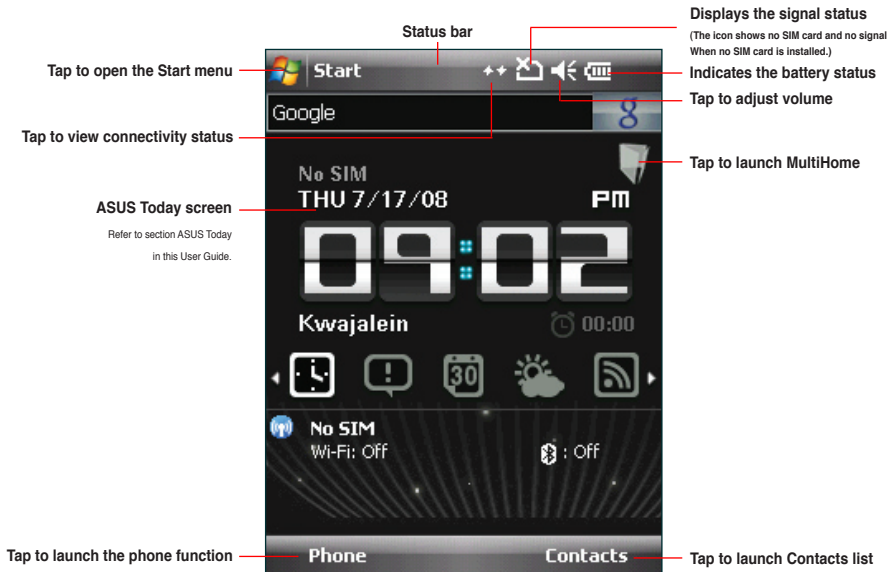 Status bar
Displays the signal status
(The icon shows no SIM card and no signal
When no SIM card is installed.)
Tap to open the Start menu
Start
Indicates the battery status
Tap to adjust volume
Google
g
Tap to view connectivity status
Tap to launch MultiHome
No SIM
THU 7/17/08
PM
ASUS Today screen
Refer to section ASUS Today
in this User Guide.
09:02
Kwajalein
00:00
30
No SIM
Wi-Fi: Off
: Off
Tap to launch the phone function
Phone
Contacts
Tap to launch Contacts list